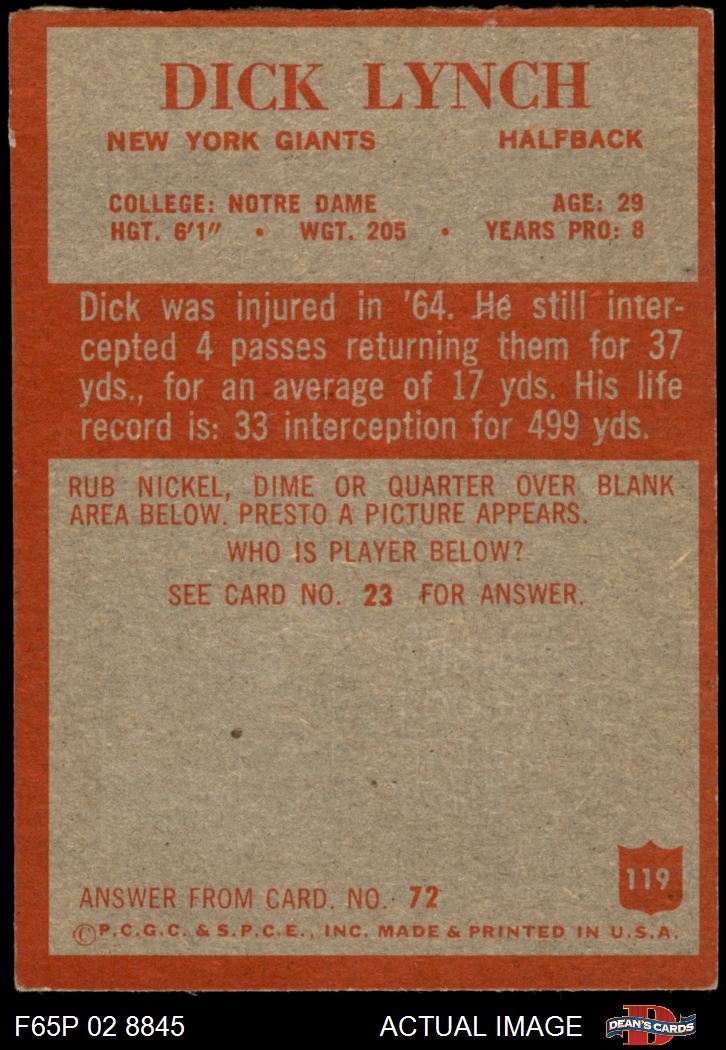 DICK LYNCH
NEW YORK GIANTS HALFBACK
COLLEGE: NOTRE DAME AGE: 29
HGT. 6'1" • WGT. 205 • YEARS PRO: 8
Dick was injured in '64. He still inter-
cepted 4 passes returning them for 37
yds., for an average of 17 yds. His life
record is: 33 interception for 499 yds.
RUB NICKEL, DIME OR QUARTER OVER BLANK
AREA BELOW. PRESTO A PICTURE APPEARS.
WHO IS PLAYER BELOW?
SEE CARD NO. 23 FOR ANSWER.
119
ANSWER FROM CARD. NO. 72
©P.C.G.C. & S.P.C.E., INC. MADE & PRINTED IN U.S.A.
F65P 02 8845 ACTUAL IMAGE D DEAN'S CARDS